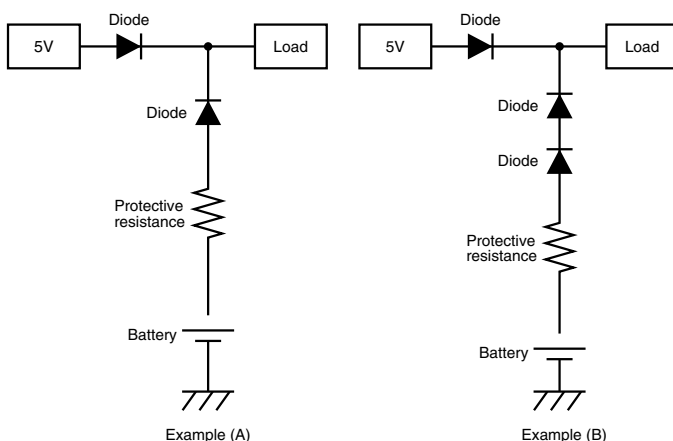 Diode
5V
Load
Diode
Protective
resistance
Battery
Example (A)
Diode
5V
Load
Diode
Diode
Protective
resistance
Battery
Example (B)